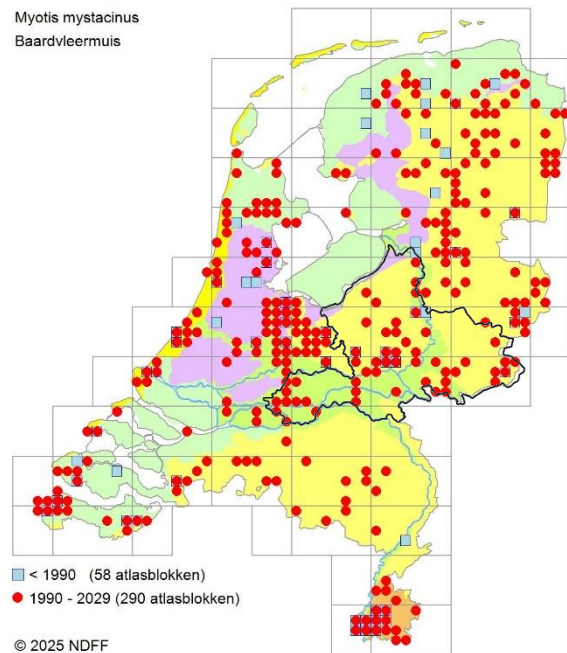 Myotis mystacinus
Baardvleermuis
< 1990 (58 atlasblokken)
1990 - 2029 (290 atlasblokken)
© 2025 NDFF